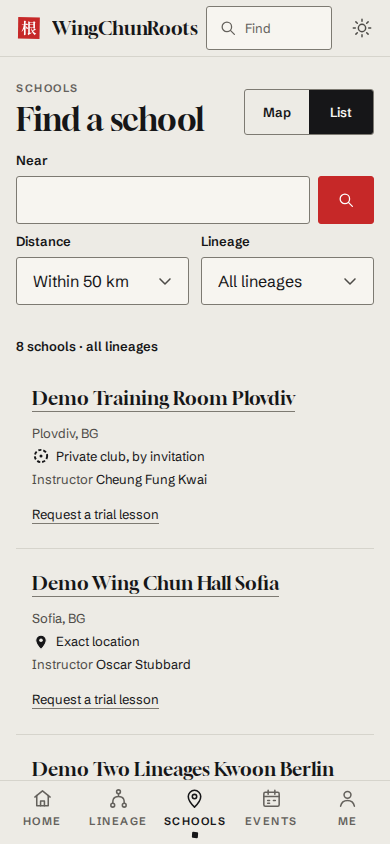 根 WingChunRoots Find
SCHOOLS
Find a school
Map List
Near
Distance Lineage
Within 50 km All lineages
8 schools · all lineages
Demo Training Room Plovdiv
Plovdiv, BG
Private club, by invitation
Instructor Cheung Fung Kwai
Request a trial lesson
Demo Wing Chun Hall Sofia
Sofia, BG
Exact location
Instructor Oscar Stubbard
Request a trial lesson
Demo Two Lineages Kwoon Berlin
HOME LINEAGE SCHOOLS EVENTS ME